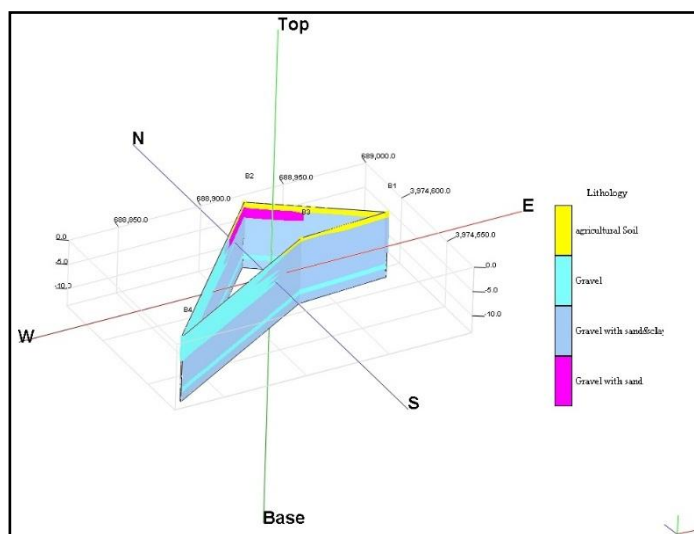 Top
N
B2
688,950.0
689,000.0
B1
3,974,600.0
688,900.0
688,850.0
B3
E
3,974,550.0
0.0
-5.0
-10.0
0.0
-5.0
-10.0
B4
W
S
Base
Lithology
agricultural Soil
Gravel
Gravel with sand&clay
Gravel with sand